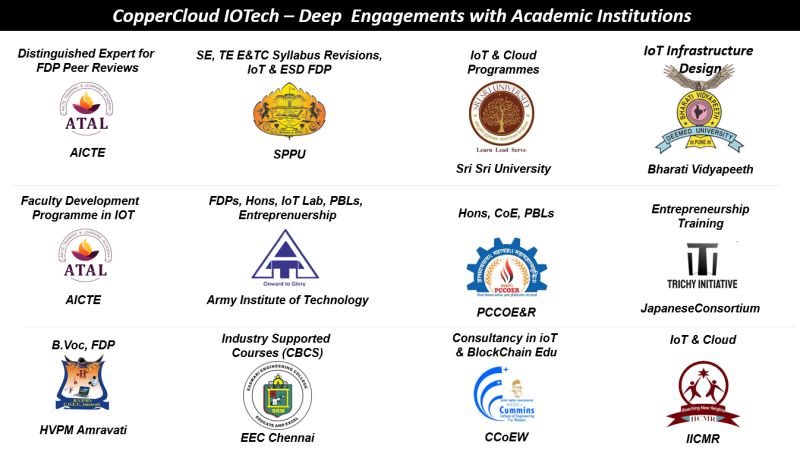 CopperCloud IOTech – Deep Engagements with Academic Institutions
Distinguished Expert for
FDP Peer Reviews
ATAL
AICTE
SE, TE E&TC Syllabus Revisions,
IoT & ESD FDP
SPPU
IoT & Cloud
Programmes
SRI SRI UNIVERSITY
Learn Lead Serve
Sri Sri University
IoT Infrastructure
Design
BHARATI VIDYAPEETH
DEEMED UNIVERSITY
PUNE
Bharati Vidyapeeth
Faculty Development
Programme in IOT
ATAL
AICTE
FDPs, Hons, IoT Lab, PBLs,
Entreprenuership
AIT
Onward to Glory
Army Institute of Technology
Hons, CoE, PBLs
PCCOER
PCCOE&R
Entrepreneurship
Training
TRICHY INITIATIVE
JapaneseConsortium
B.Voc, FDP
HVPM Amravati
Industry Supported
Courses (CBCS)
EASWARI ENGINEERING COLLEGE
SRM
EDUCATE AND EXCEL
EEC Chennai
Consultancy in ioT
& BlockChain Edu
Cummins
College of Engineering
For Women
CCoEW
IoT & Cloud
Reaching New Heights
IICMR
IICMR